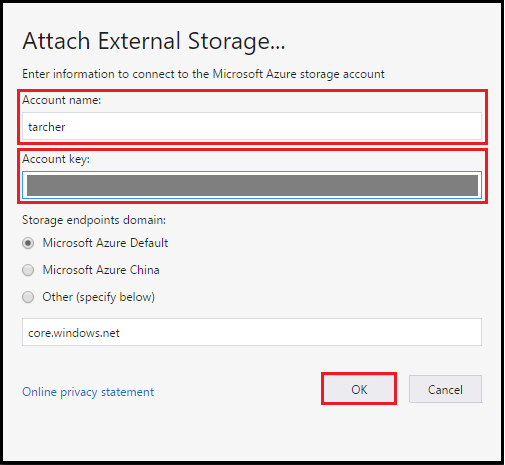 Attach External Storage...
Enter information to connect to the Microsoft Azure storage account
Account name:
tarcher
Account key:
Storage endpoints domain:
Microsoft Azure Default
Microsoft Azure China
Other (specify below)
core.windows.net
Online privacy statement
OK
Cancel